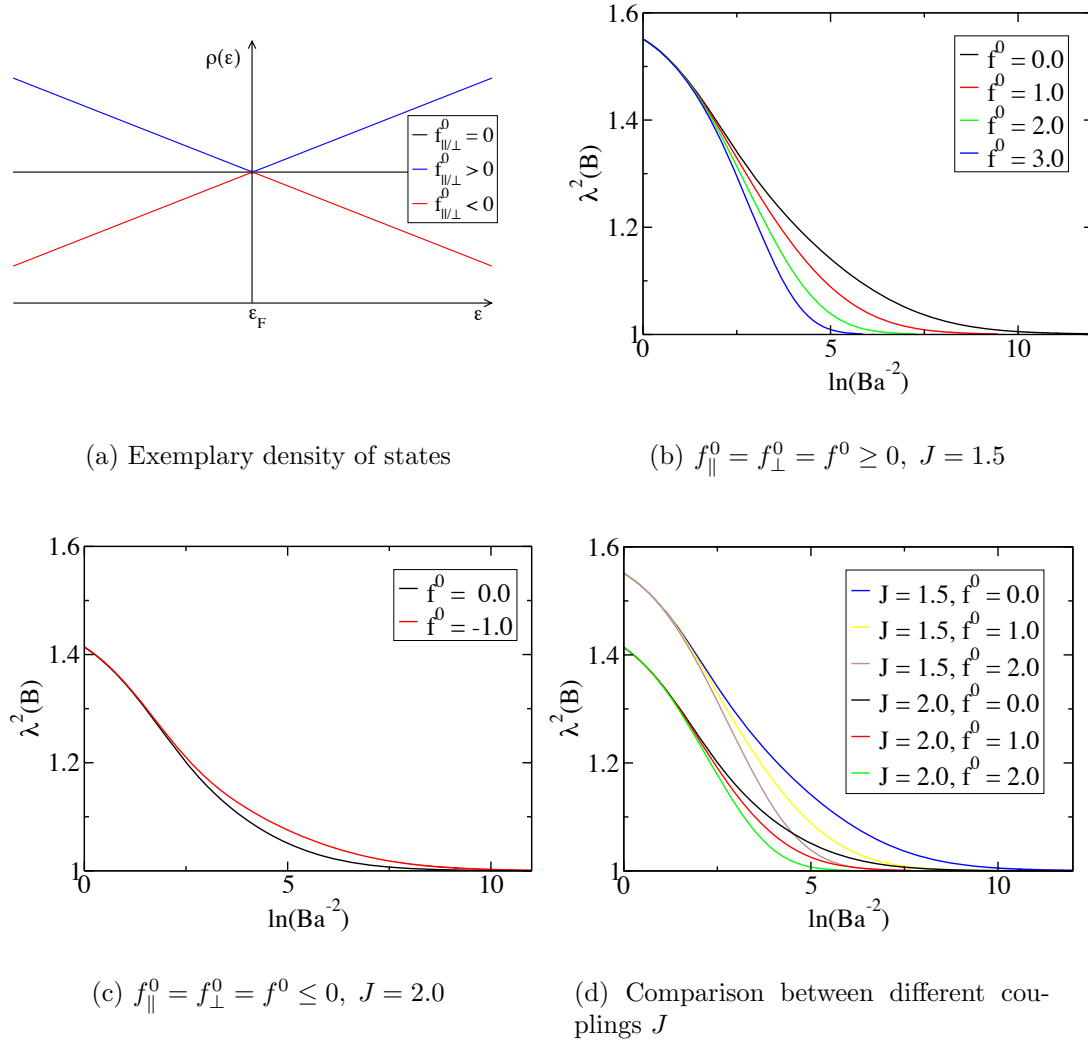 ρ(ε)
f⁰∥/⊥ = 0
f⁰∥/⊥ > 0
f⁰∥/⊥ < 0
ε_F
ε
(a) Exemplary density of states
1.6
1.4
1.2
1
λ²(B)
f⁰ = 0.0
f⁰ = 1.0
f⁰ = 2.0
f⁰ = 3.0
0 5 10
ln(Ba⁻²)
(b) f⁰∥ = f⁰⊥ = f⁰ ≥ 0, J = 1.5
1.6
1.4
1.2
1
λ²(B)
f⁰ = 0.0
f⁰ = -1.0
0 5 10
ln(Ba⁻²)
(c) f⁰∥ = f⁰⊥ = f⁰ ≤ 0, J = 2.0
1.6
1.4
1.2
1
λ²(B)
J = 1.5, f⁰ = 0.0
J = 1.5, f⁰ = 1.0
J = 1.5, f⁰ = 2.0
J = 2.0, f⁰ = 0.0
J = 2.0, f⁰ = 1.0
J = 2.0, f⁰ = 2.0
0 5 10
ln(Ba⁻²)
(d) Comparison between different cou-
plings J